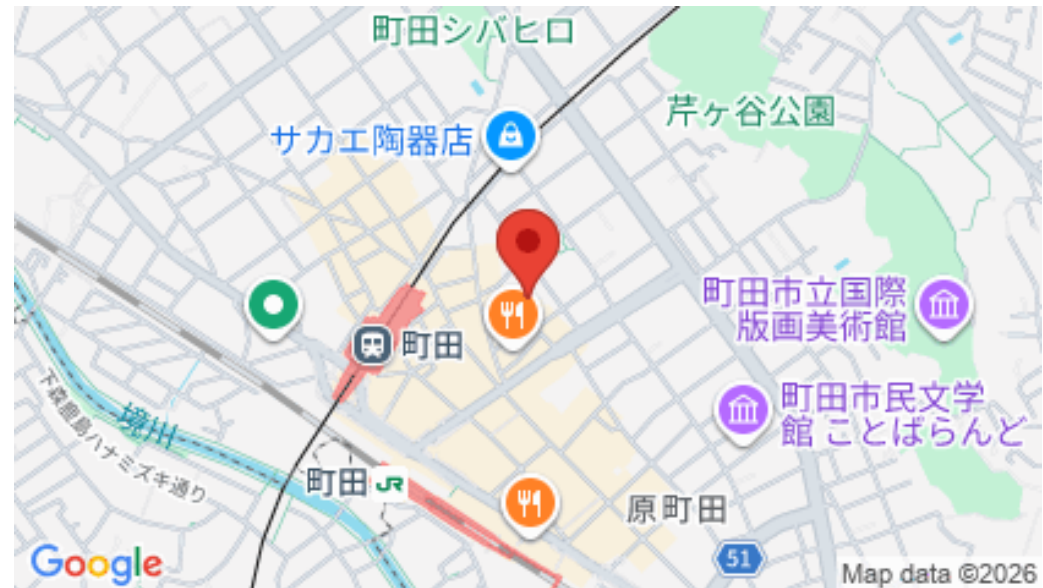 町田シバヒロ
芹ヶ谷公園
サカエ陶器店
町田市立国際
版画美術館
町田
町田市民文学
館 ことばらんど
境川
下森鹿島ハナミズキ通り
町田 JR
原町田
51
Google
Map data ©2026